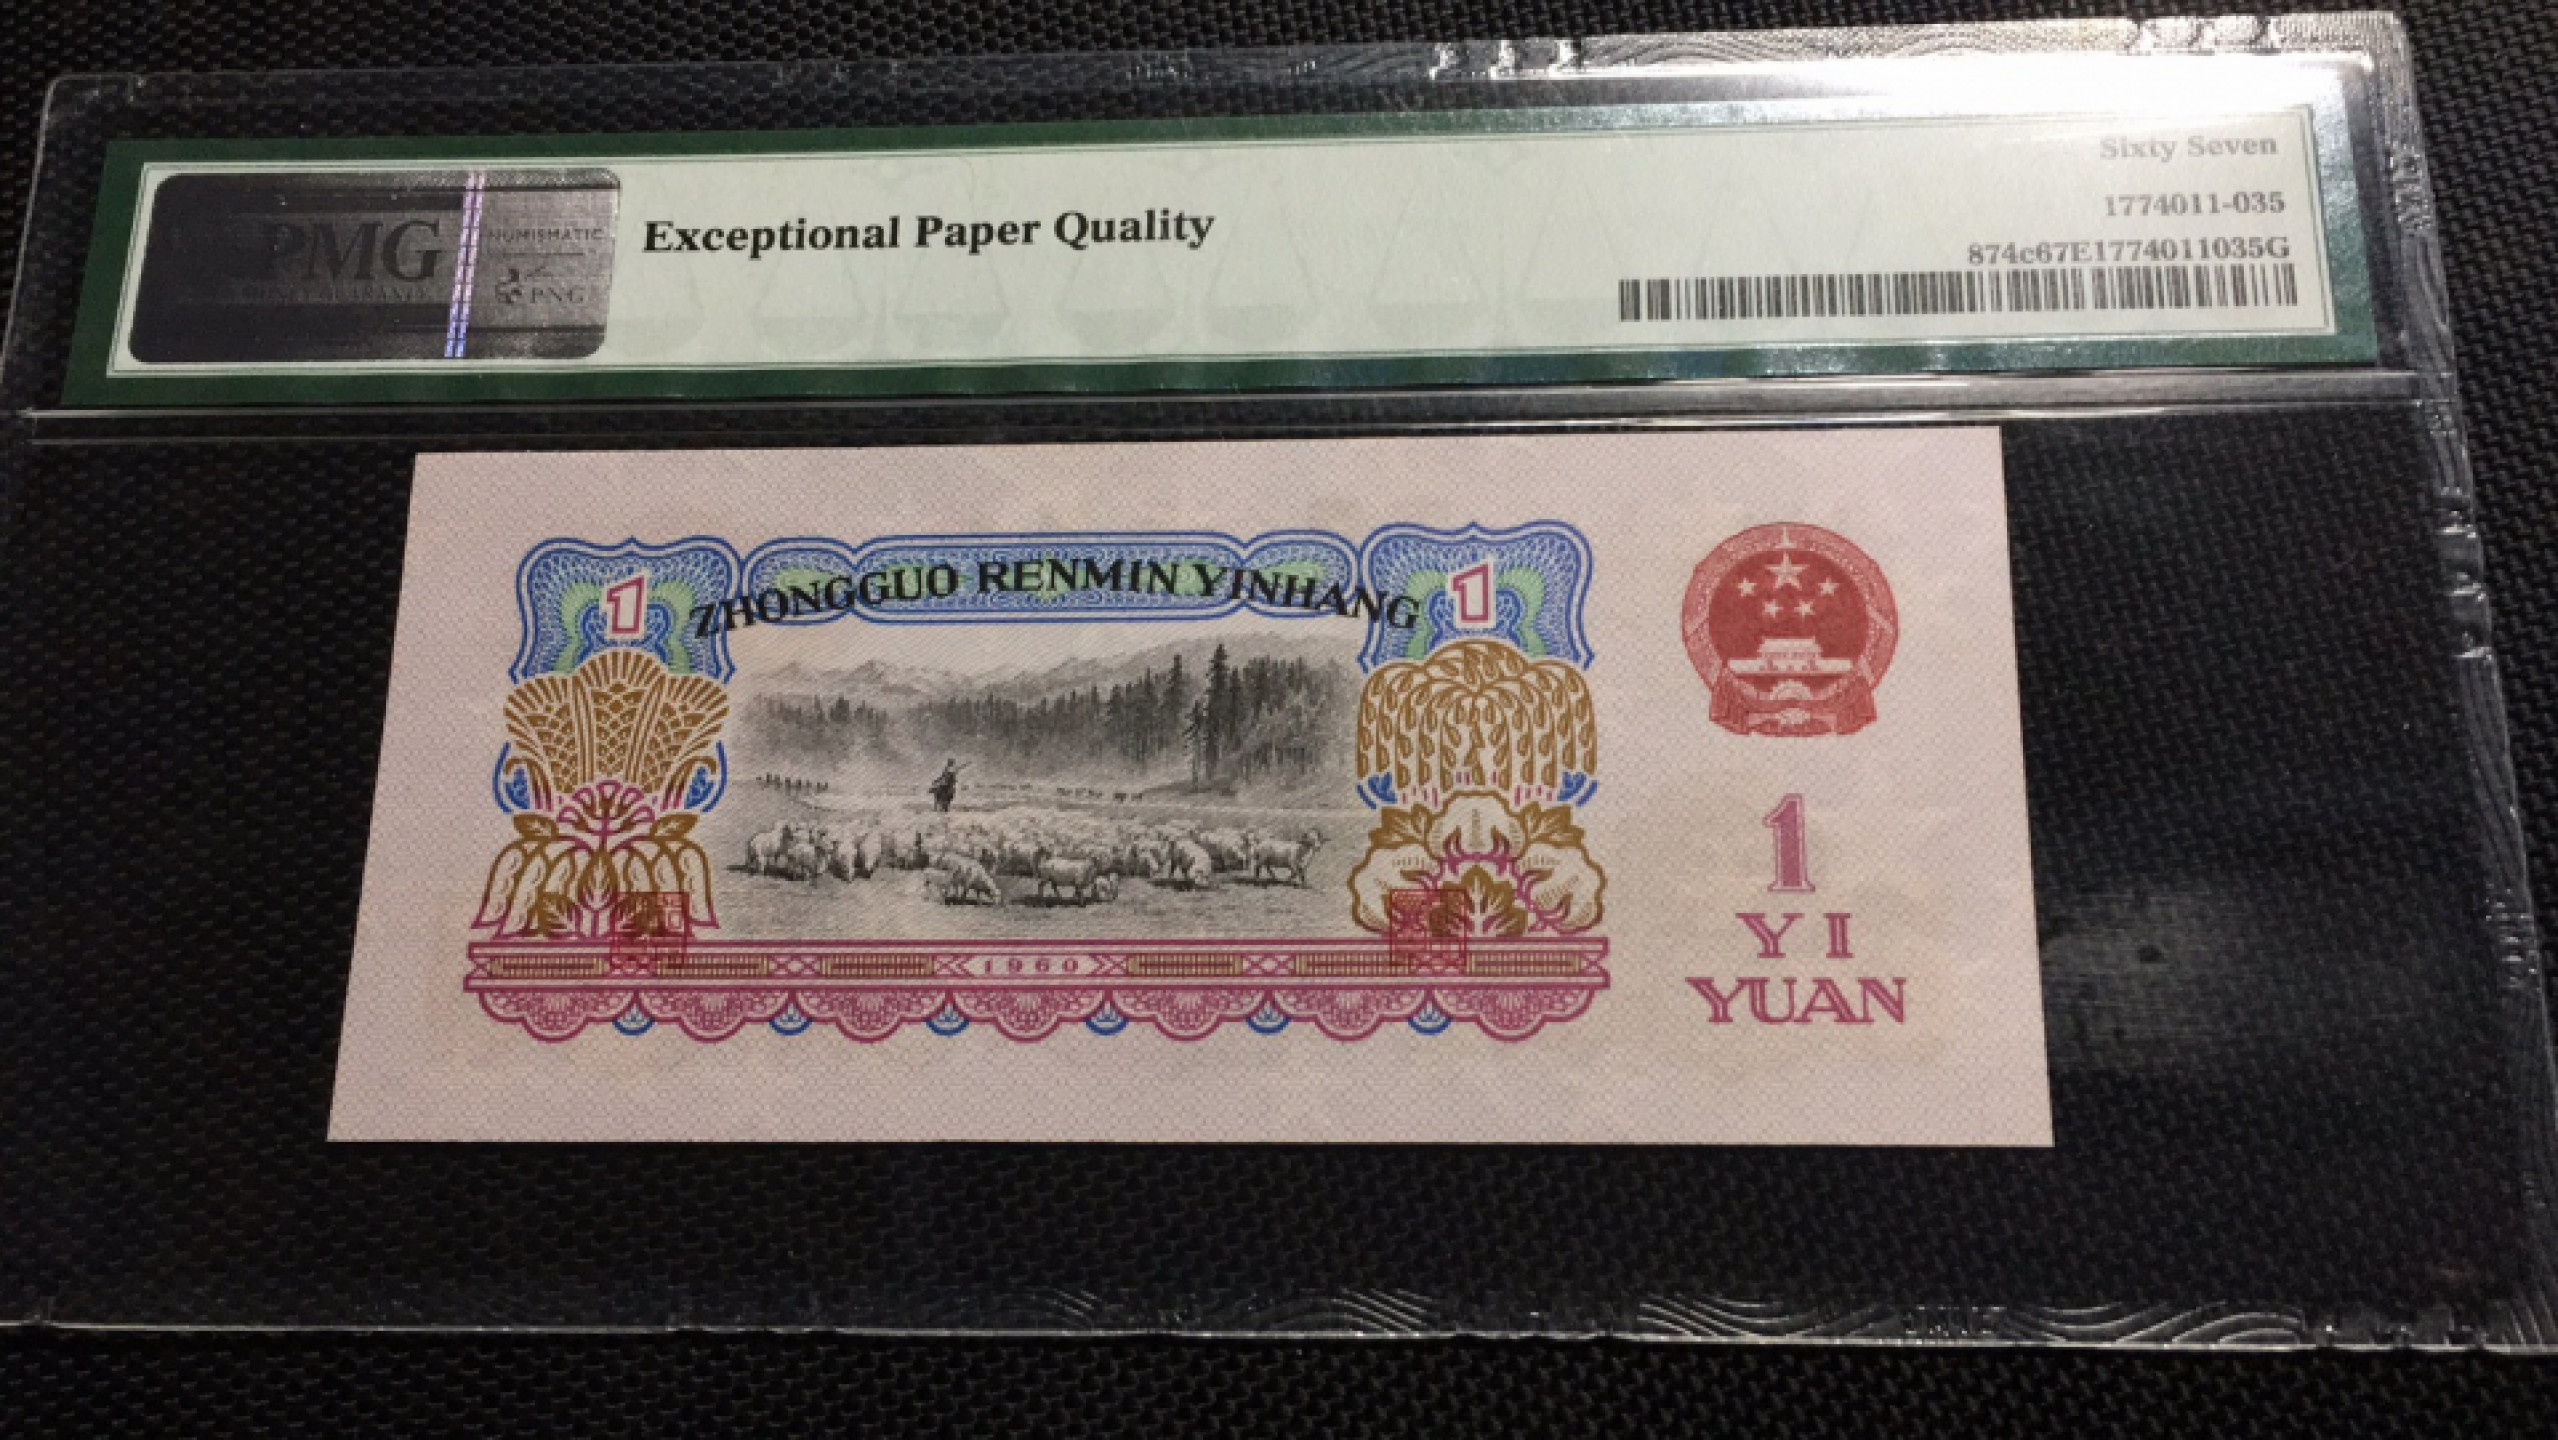 Sixty Seven
PMG
NUMISMATIC
PNG
Exceptional Paper Quality
1774011-035
874c67E1774011035G
1
ZHONGGUO RENMIN YINHANG
1
1960
1
YI
YUAN